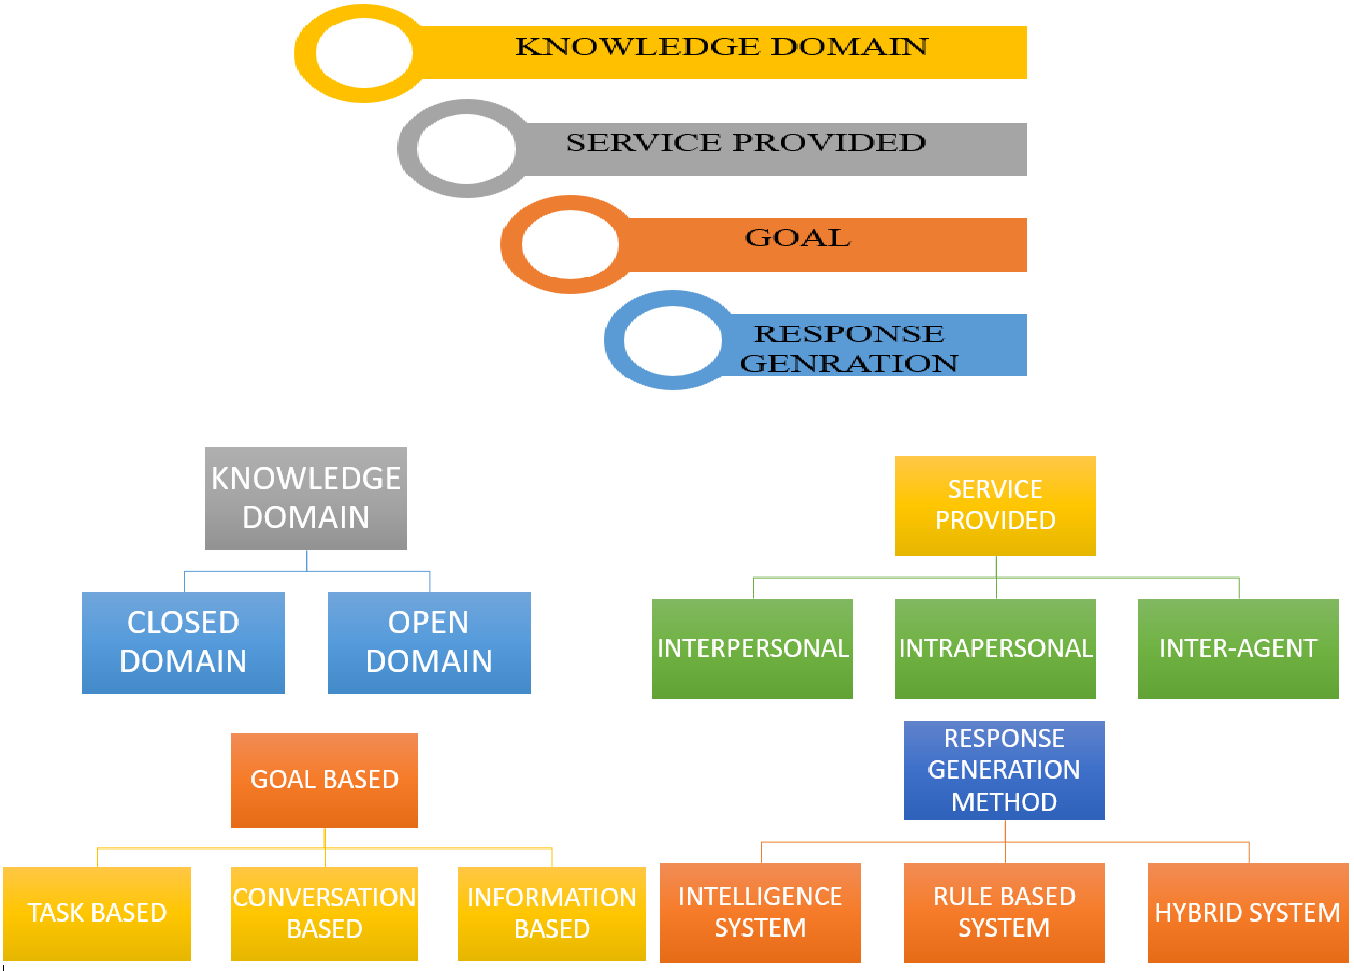 KNOWLEDGE DOMAIN
SERVICE PROVIDED
GOAL
RESPONSE
GENRATION
KNOWLEDGE
DOMAIN
CLOSED
DOMAIN
OPEN
DOMAIN
SERVICE
PROVIDED
INTERPERSONAL
INTRAPERSONAL
INTER-AGENT
GOAL BASED
TASK BASED
CONVERSATION
BASED
INFORMATION
BASED
RESPONSE
GENERATION
METHOD
INTELLIGENCE
SYSTEM
RULE BASED
SYSTEM
HYBRID SYSTEM